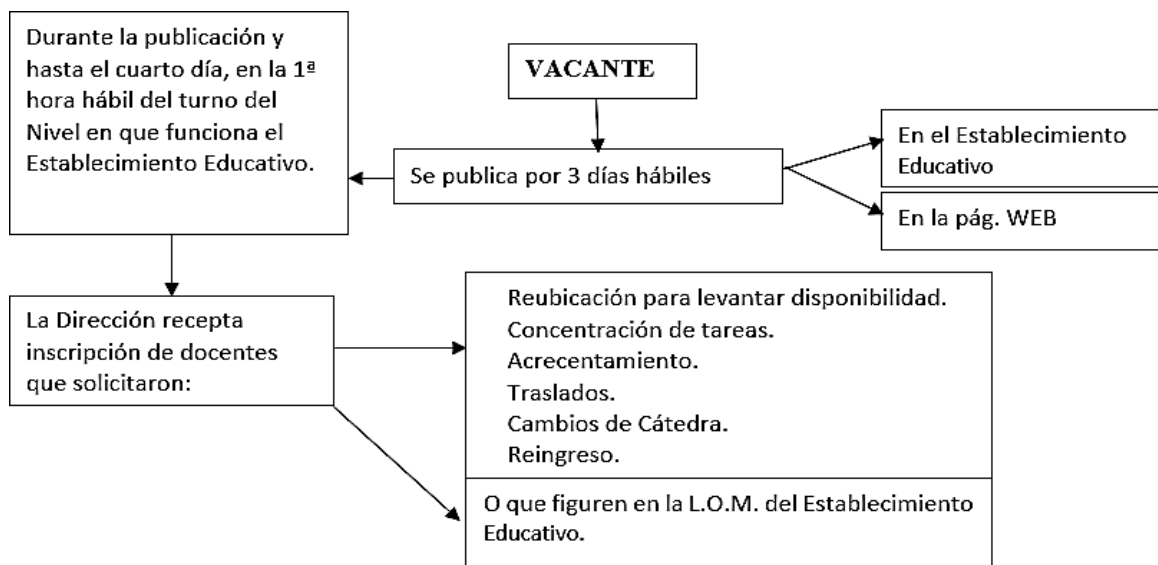 Durante la publicación y
hasta el cuarto día, en la 1ª
hora hábil del turno del
Nivel en que funciona el
Establecimiento Educativo.
VACANTE
Se publica por 3 días hábiles
En el Establecimiento
Educativo
En la pág. WEB
La Dirección recepta
inscripción de docentes
que solicitaron:
Reubicación para levantar disponibilidad.
Concentración de tareas.
Acrecentamiento.
Traslados.
Cambios de Cátedra.
Reingreso.
O que figuren en la L.O.M. del Establecimiento
Educativo.